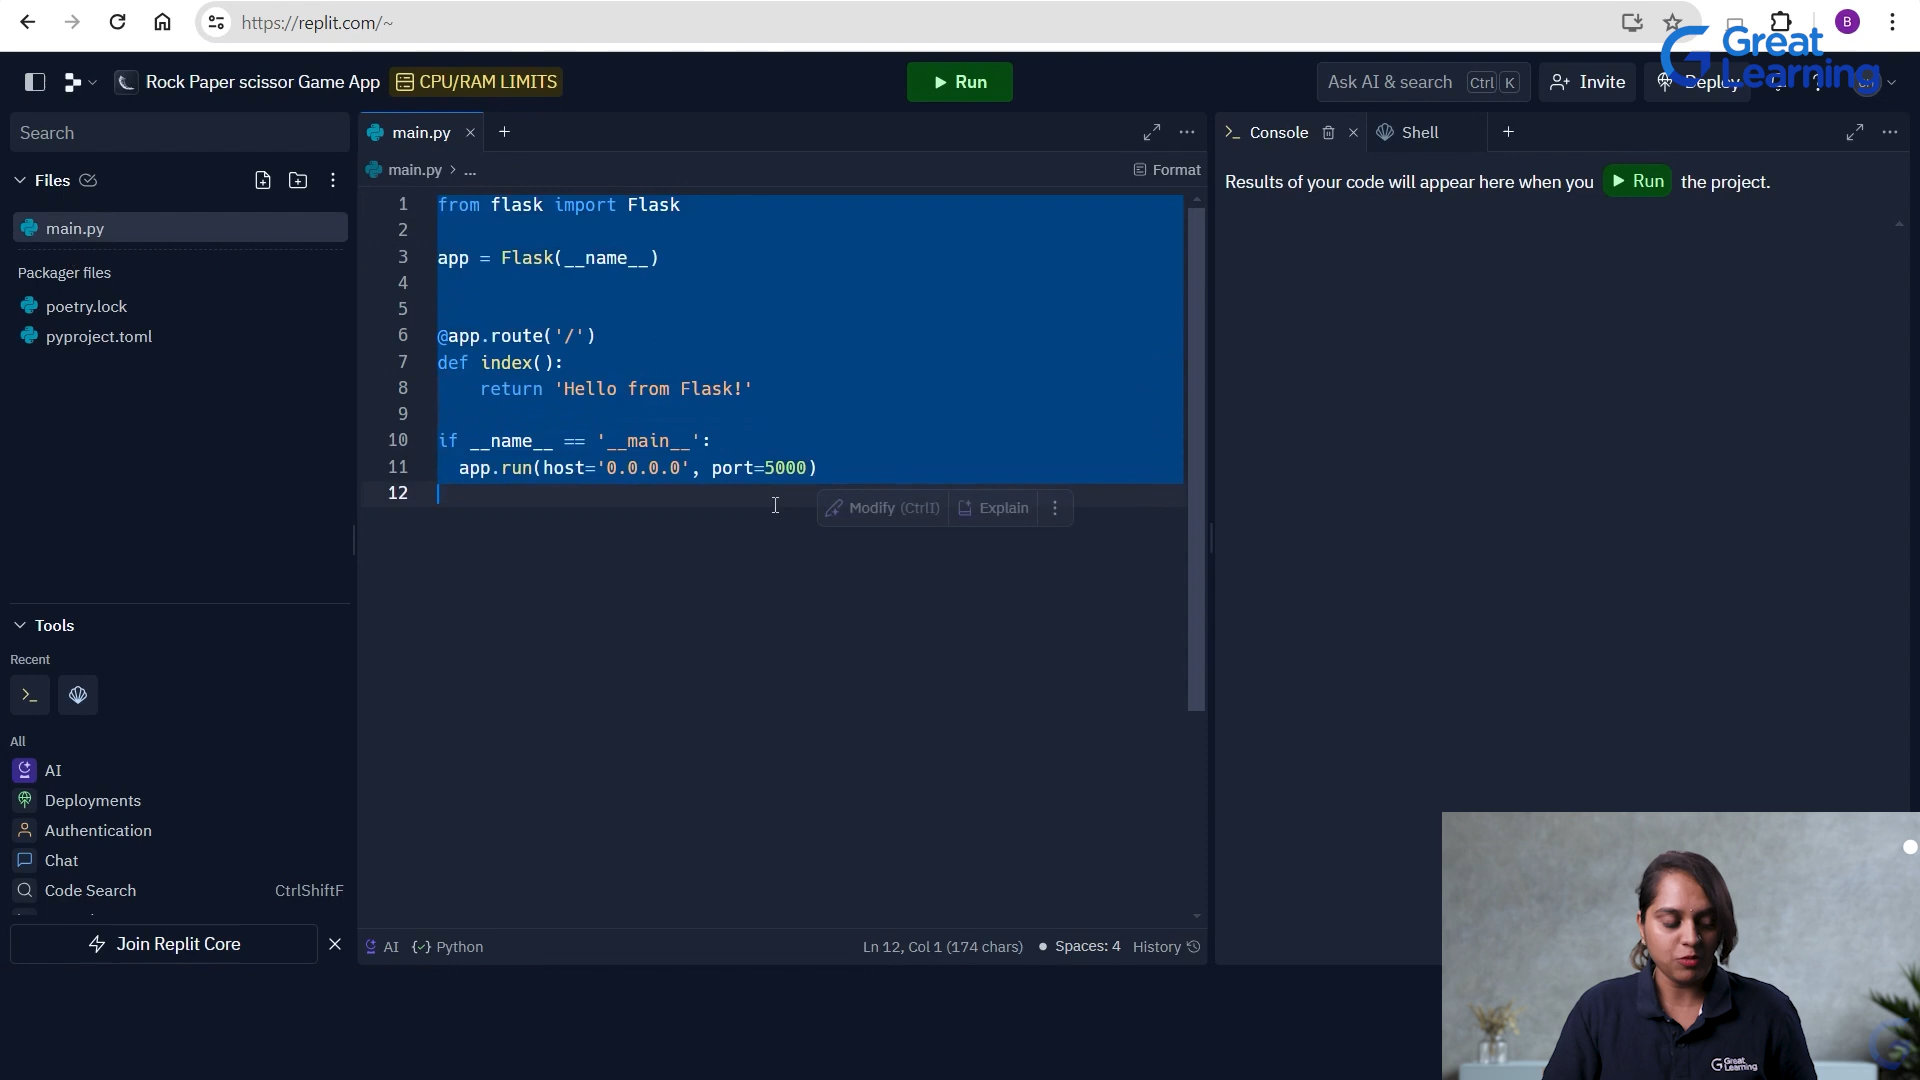 https://replit.com/~
B
Great Learning
Rock Paper scissor Game App
CPU/RAM LIMITS
Run
Ask AI & search Ctrl K
Invite
Deploy
Search
main.py
Console
Shell
Files
main.py > ...
Format
Results of your code will appear here when you Run the project.
main.py
Packager files
poetry.lock
pyproject.toml
1 from flask import Flask
2
3 app = Flask(__name__)
4
5
6 @app.route('/')
7 def index():
8 return 'Hello from Flask!'
9
10 if __name__ == '__main__':
11 app.run(host='0.0.0.0', port=5000)
12
Modify (CtrlI) Explain
Tools
Recent
All
AI
Deployments
Authentication
Chat
Code Search CtrlShiftF
Join Replit Core
AI Python
Ln 12, Col 1 (174 chars) Spaces: 4 History
Great Learning